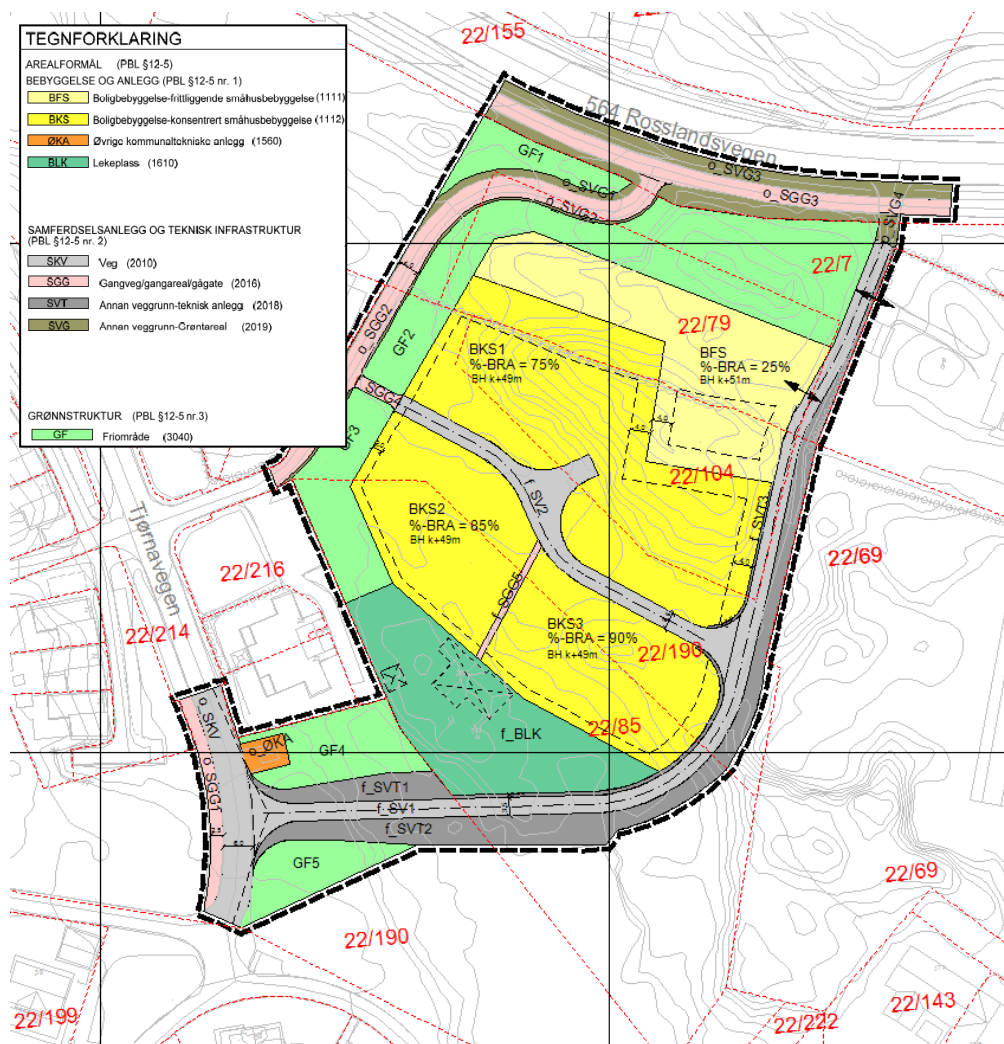 TEGNFORKLARING
AREALFORMÅL (PBL §12-5)
BEBYGGELSE OG ANLEGG (PBL §12-5 nr. 1)
BFS Boligbebyggelse-frittliggende småhusbebyggelse (1111)
BKS Boligbebyggelse-konsentrert småhusbebyggelse (1112)
ØKA Øvrige kommunaltekniske anlegg (1560)
BLK Lekeplass (1610)
SAMFERDSELSANLEGG OG TEKNISK INFRASTRUKTUR
(PBL §12-5 nr. 2)
SKV Veg (2010)
SGG Gangveg/gangareal/gågate (2016)
SVT Annan veggrunn-teknisk anlegg (2018)
SVG Annan veggrunn-Grøntareal (2019)
GRØNNSTRUKTUR (PBL §12-5 nr.3)
GF Friområde (3040)
22/155
564 Rosslandsvegen
GF1
o_SVG3
o_SGG3
o_SVG1
o_SVG2
o_SVG4
22/7
o_SGG2
GF2
22/79
BFS
%-BRA = 25%
BH k+51m
BKS1
%-BRA = 75%
BH k+49m
SGG4
GF3
22/104
BKS2
%-BRA = 85%
BH k+49m
f_SV2
f_SVT3
Tjørnavegen
22/216
22/69
f_SGG5
22/214
BKS3
%-BRA = 90%
BH k+49m
22/190
o_SKV
22/85
f_BLK
o_ØKA
GF4
o_SGG1
f_SVT1
f_SV1
f_SVT2
GF5
22/69
22/190
22/199
22/143
22/222